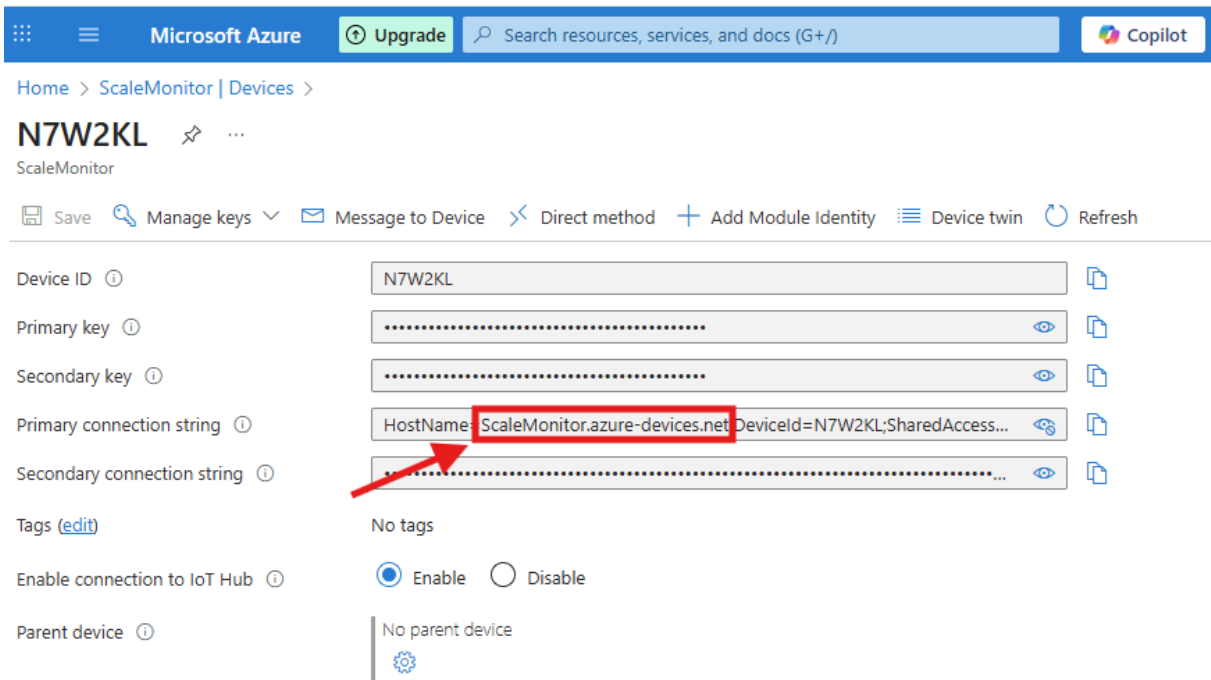 Microsoft Azure Upgrade Search resources, services, and docs (G+/) Copilot
Home > ScaleMonitor | Devices >
N7W2KL ...
ScaleMonitor
Save Manage keys Message to Device Direct method Add Module Identity Device twin Refresh
Device ID N7W2KL
Primary key ••••••••••••••••••••••••••••••••••••••••••••
Secondary key ••••••••••••••••••••••••••••••••••••••••••••
Primary connection string HostName=ScaleMonitor.azure-devices.net;DeviceId=N7W2KL;SharedAccess...
Secondary connection string ••••••••••••••••••••••••••••••••••••••••••••••••••••••••••••••••••••••••••••••••••...
Tags (edit) No tags
Enable connection to IoT Hub Enable Disable
Parent device No parent device